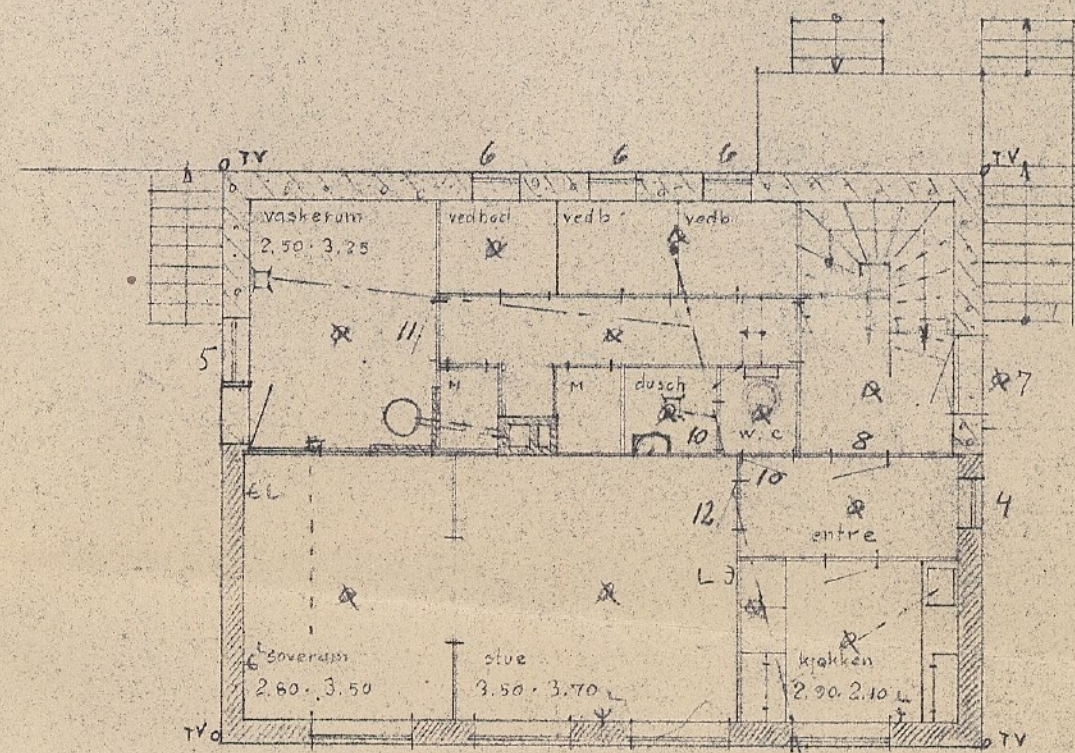 TV
6
6
6
TV
vaskerum
2.50 · 3.25
vedbod
vedb
vedb
5
11
7
M
M
dusch
10
w.c
8
10
12
4
entre
soverum
2.80 · 3.50
stue
3.50 · 3.70
kjøkken
2.90 · 2.10
TV
TV